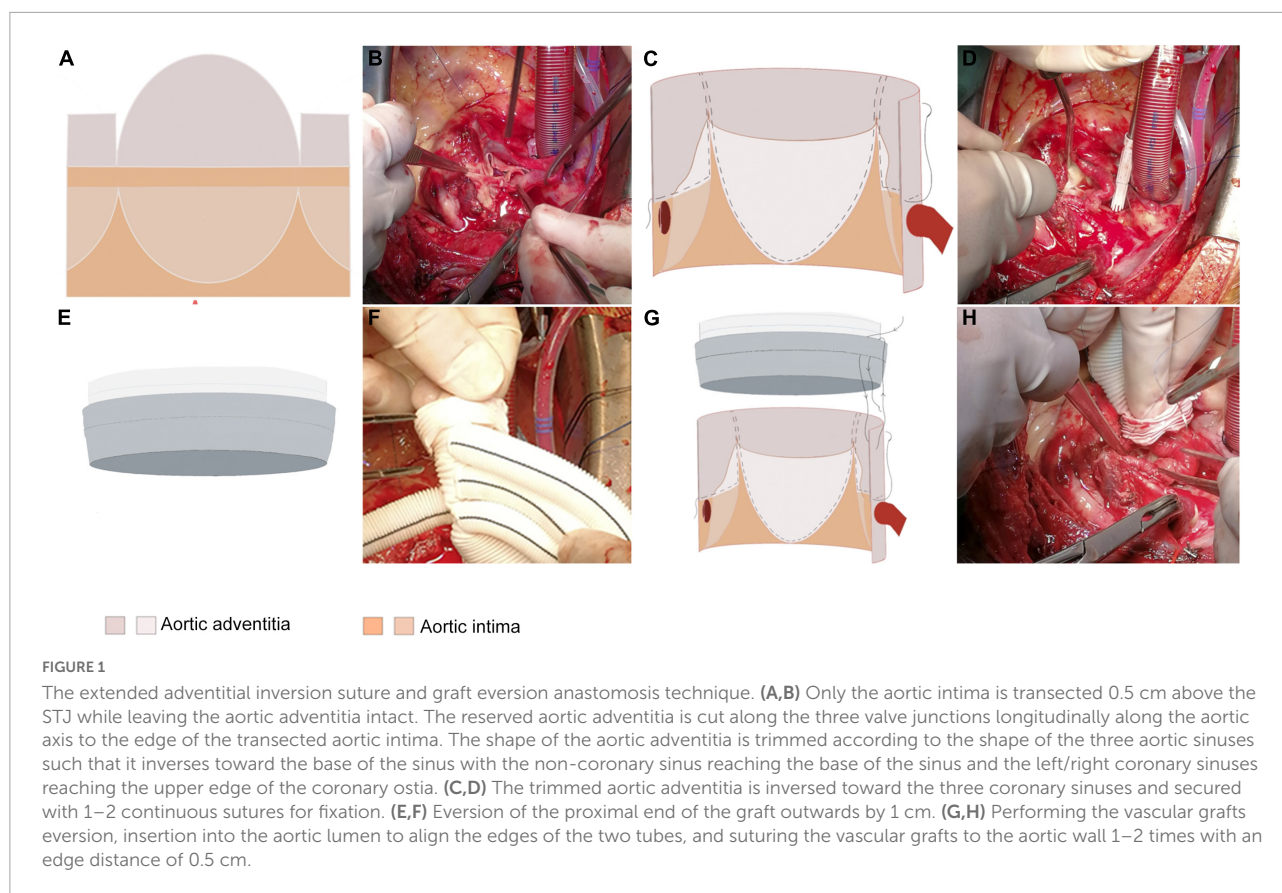 A
B
C
D
E
F
G
H
Aortic adventitia
Aortic intima
FIGURE 1
The extended adventitial inversion suture and graft eversion anastomosis technique. (A,B) Only the aortic intima is transected 0.5 cm above the
STJ while leaving the aortic adventitia intact. The reserved aortic adventitia is cut along the three valve junctions longitudinally along the aortic
axis to the edge of the transected aortic intima. The shape of the aortic adventitia is trimmed according to the shape of the three aortic sinuses
such that it inverses toward the base of the sinus with the non-coronary sinus reaching the base of the sinus and the left/right coronary sinuses
reaching the upper edge of the coronary ostia. (C,D) The trimmed aortic adventitia is inversed toward the three coronary sinuses and secured
with 1–2 continuous sutures for fixation. (E,F) Eversion of the proximal end of the graft outwards by 1 cm. (G,H) Performing the vascular grafts
eversion, insertion into the aortic lumen to align the edges of the two tubes, and suturing the vascular grafts to the aortic wall 1–2 times with an
edge distance of 0.5 cm.